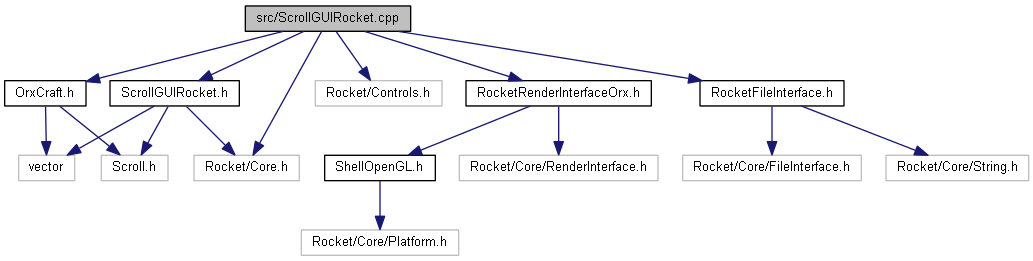 src/ScrollGUIRocket.cpp
OrxCraft.h
ScrollGUIRocket.h
Rocket/Controls.h
RocketRenderInterfaceOrx.h
RocketFileInterface.h
vector
Scroll.h
Rocket/Core.h
ShellOpenGL.h
Rocket/Core/RenderInterface.h
Rocket/Core/FileInterface.h
Rocket/Core/String.h
Rocket/Core/Platform.h